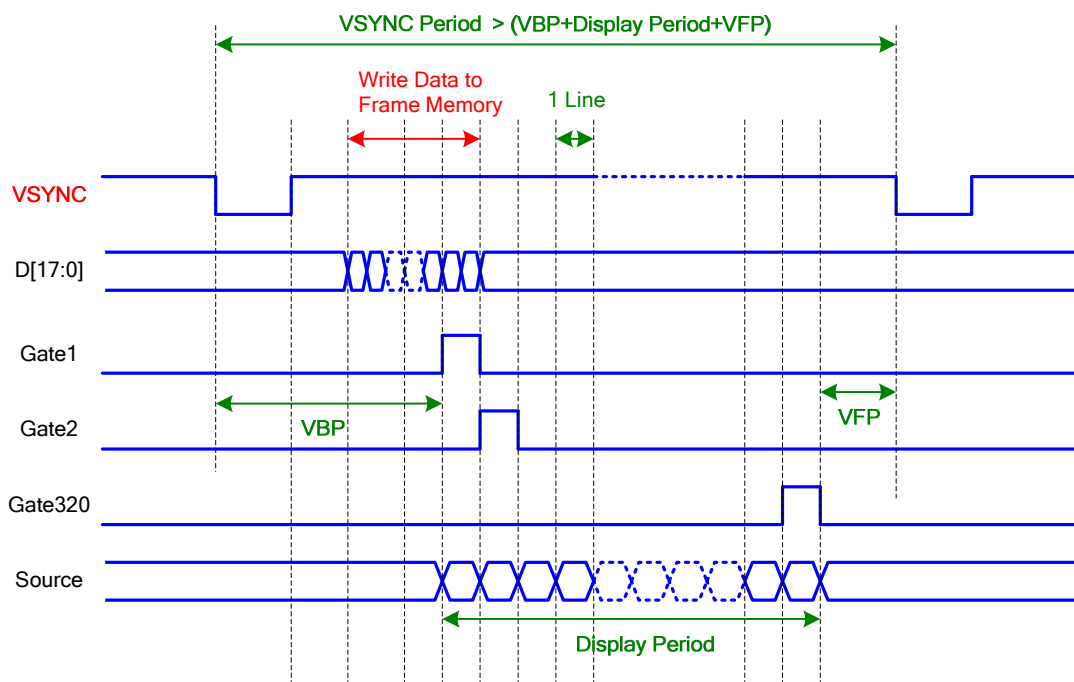 VSYNC Period > (VBP+Display Period+VFP)
Write Data to
Frame Memory
1 Line
VSYNC
D[17:0]
Gate1
VBP
VFP
Gate2
Gate320
Source
Display Period